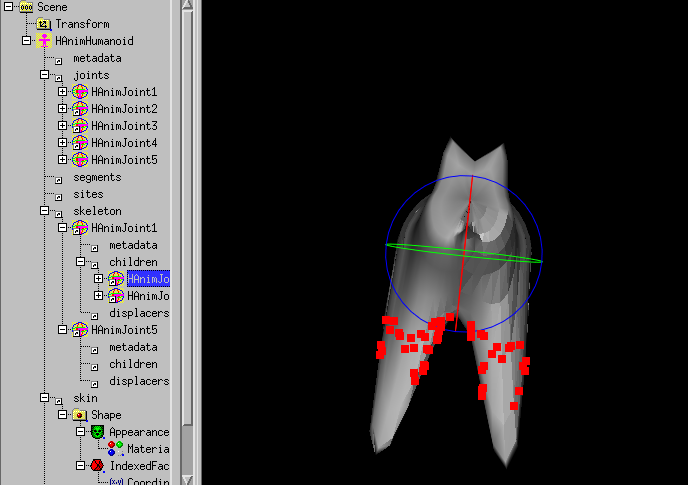 Scene
Transform
HAnimHumanoid
metadata
joints
HAnimJoint1
HAnimJoint2
HAnimJoint3
HAnimJoint4
HAnimJoint5
segments
sites
skeleton
HAnimJoint1
metadata
children
HAnimJo
HAnimJo
displacers
HAnimJoint5
metadata
children
displacers
skin
Shape
Appearance
Materia
IndexedFac
(x,y) Coordin